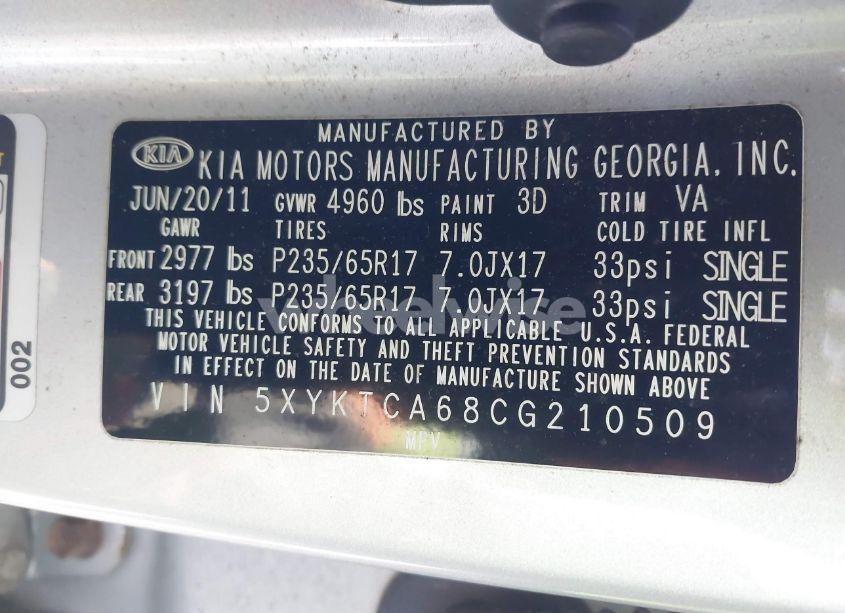 MANUFACTURED BY
KIA KIA MOTORS MANUFACTURING GEORGIA, INC.
JUN/20/11 GVWR 4960 lbs PAINT 3D TRIM VA
GAWR TIRES RIMS COLD TIRE INFL
FRONT 2977 lbs P235/65R17 7.0JX17 33psi SINGLE
REAR 3197 lbs P235/65R17 7.0JX17 33psi SINGLE
THIS VEHICLE CONFORMS TO ALL APPLICABLE U.S.A. FEDERAL
MOTOR VEHICLE SAFETY AND THEFT PREVENTION STANDARDS
IN EFFECT ON THE DATE OF MANUFACTURE SHOWN ABOVE
VIN 5XYKTCA68CG210509
MPV
002
wheelwise